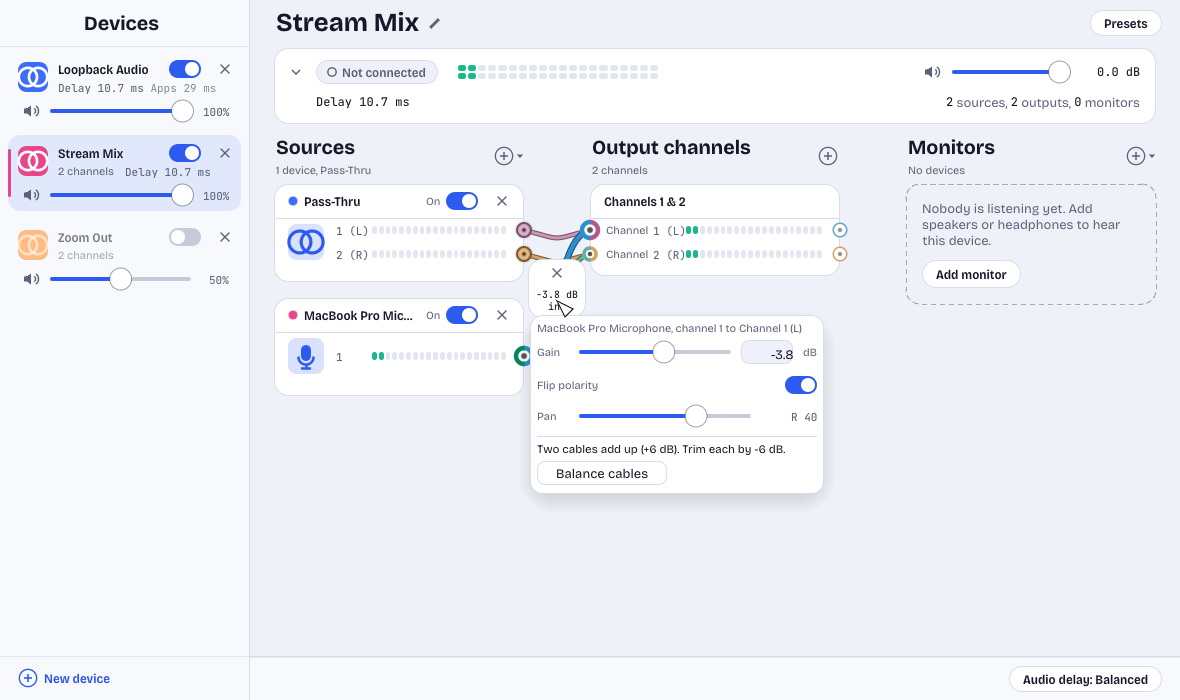 Devices
Loopback Audio
Delay 10.7 ms Apps 29 ms
100%
Stream Mix
2 channels Delay 10.7 ms
100%
Zoom Out
2 channels
50%
New device
Stream Mix
Presets
Not connected
0.0 dB
Delay 10.7 ms
2 sources, 2 outputs, 0 monitors
Sources
1 device, Pass-Thru
Pass-Thru
On
1 (L)
2 (R)
MacBook Pro Mic...
On
1
Output channels
2 channels
Channels 1 & 2
Channel 1 (L)
Channel 2 (R)
-3.8 dB
MacBook Pro Microphone, channel 1 to Channel 1 (L)
Gain
-3.8 dB
Flip polarity
Pan
R 40
Two cables add up (+6 dB). Trim each by -6 dB.
Balance cables
Monitors
No devices
Nobody is listening yet. Add
speakers or headphones to hear
this device.
Add monitor
Audio delay: Balanced